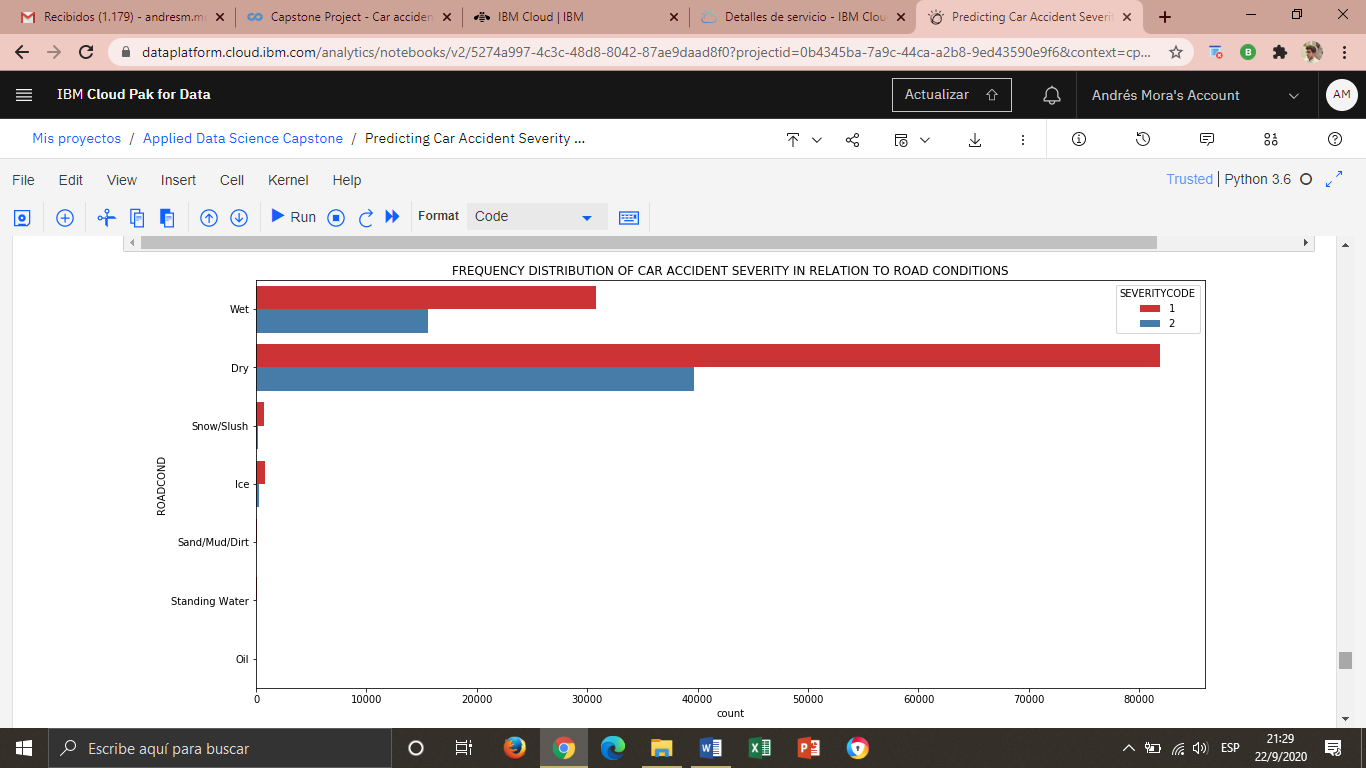 Recibidos (1.179) - andresm.m
Capstone Project - Car acciden
IBM Cloud | IBM
Detalles de servicio - IBM Clou
Predicting Car Accident Severit
dataplatform.cloud.ibm.com/analytics/notebooks/v2/5274a997-4c3c-48d8-8042-87ae9daad8f0?projectid=0b4345ba-7a9c-44ca-a2b8-9ed43590e9f6&context=cp...
B
IBM Cloud Pak for Data
Actualizar
Andrés Mora's Account
AM
Mis proyectos / Applied Data Science Capstone / Predicting Car Accident Severity ...
File Edit View Insert Cell Kernel Help
Trusted | Python 3.6
Run
Format
Code
FREQUENCY DISTRIBUTION OF CAR ACCIDENT SEVERITY IN RELATION TO ROAD CONDITIONS
SEVERITYCODE
1
2
ROADCOND
Wet
Dry
Snow/Slush
Ice
Sand/Mud/Dirt
Standing Water
Oil
0 10000 20000 30000 40000 50000 60000 70000 80000
count
Escribe aquí para buscar
ESP
21:29
22/9/2020